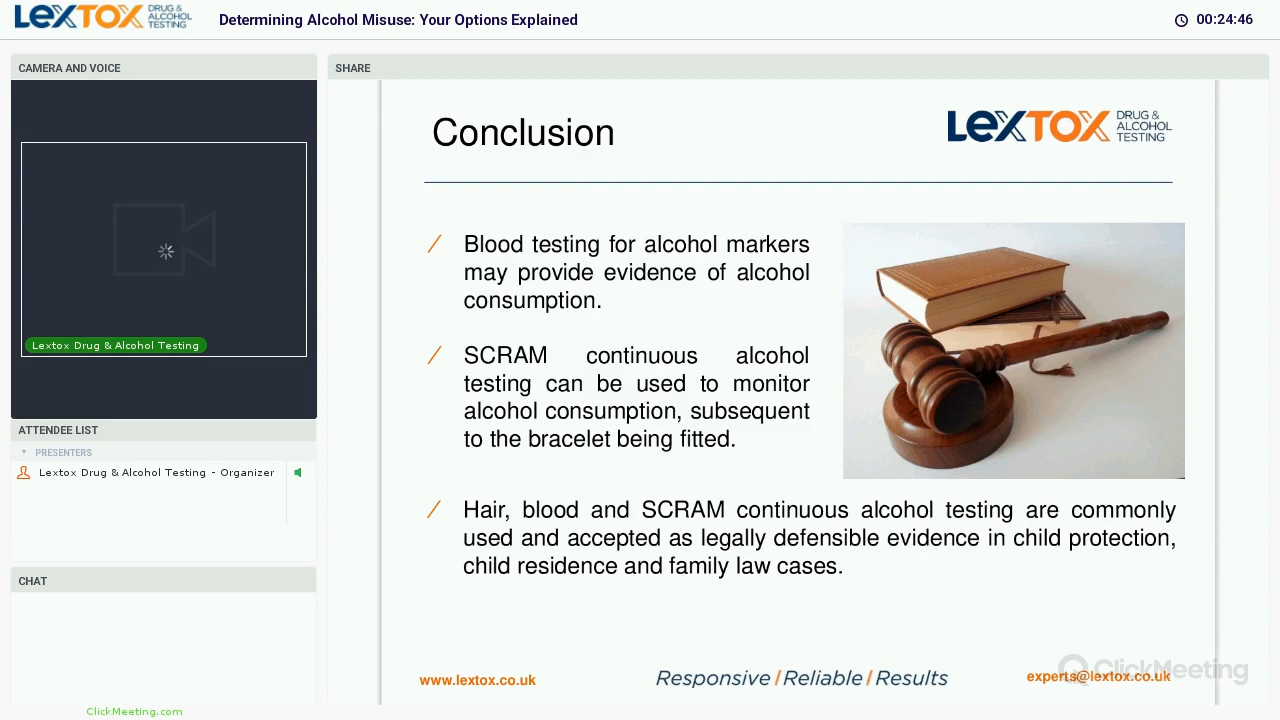 LEXTOX DRUG & ALCOHOL TESTING
Determining Alcohol Misuse: Your Options Explained
00:24:46
CAMERA AND VOICE
Lextox Drug & Alcohol Testing
ATTENDEE LIST
PRESENTERS
Lextox Drug & Alcohol Testing - Organizer
CHAT
ClickMeeting.com
SHARE
Conclusion
LEXTOX DRUG & ALCOHOL TESTING
/ Blood testing for alcohol markers
may provide evidence of alcohol
consumption.
/ SCRAM continuous alcohol
testing can be used to monitor
alcohol consumption, subsequent
to the bracelet being fitted.
/ Hair, blood and SCRAM continuous alcohol testing are commonly
used and accepted as legally defensible evidence in child protection,
child residence and family law cases.
www.lextox.co.uk
Responsive / Reliable / Results
experts@lextox.co.uk
ClickMeeting